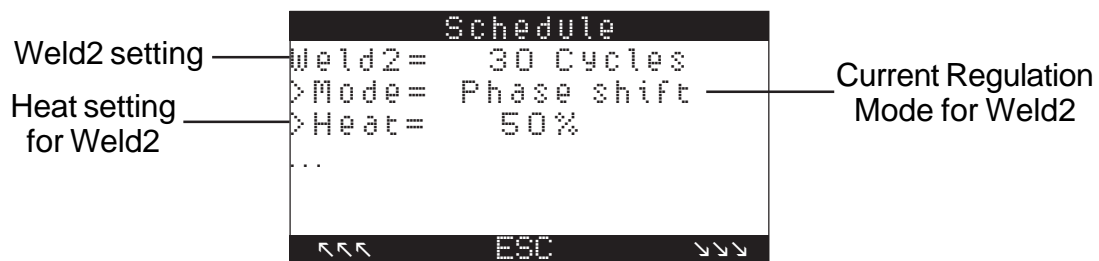 Schedule
Weld2 setting
Weld2= 30 Cycles
>Mode= Phase shift
Current Regulation
Mode for Weld2
Heat setting
for Weld2
>Heat= 50%
...
↖↖↖ ESC ↘↘↘